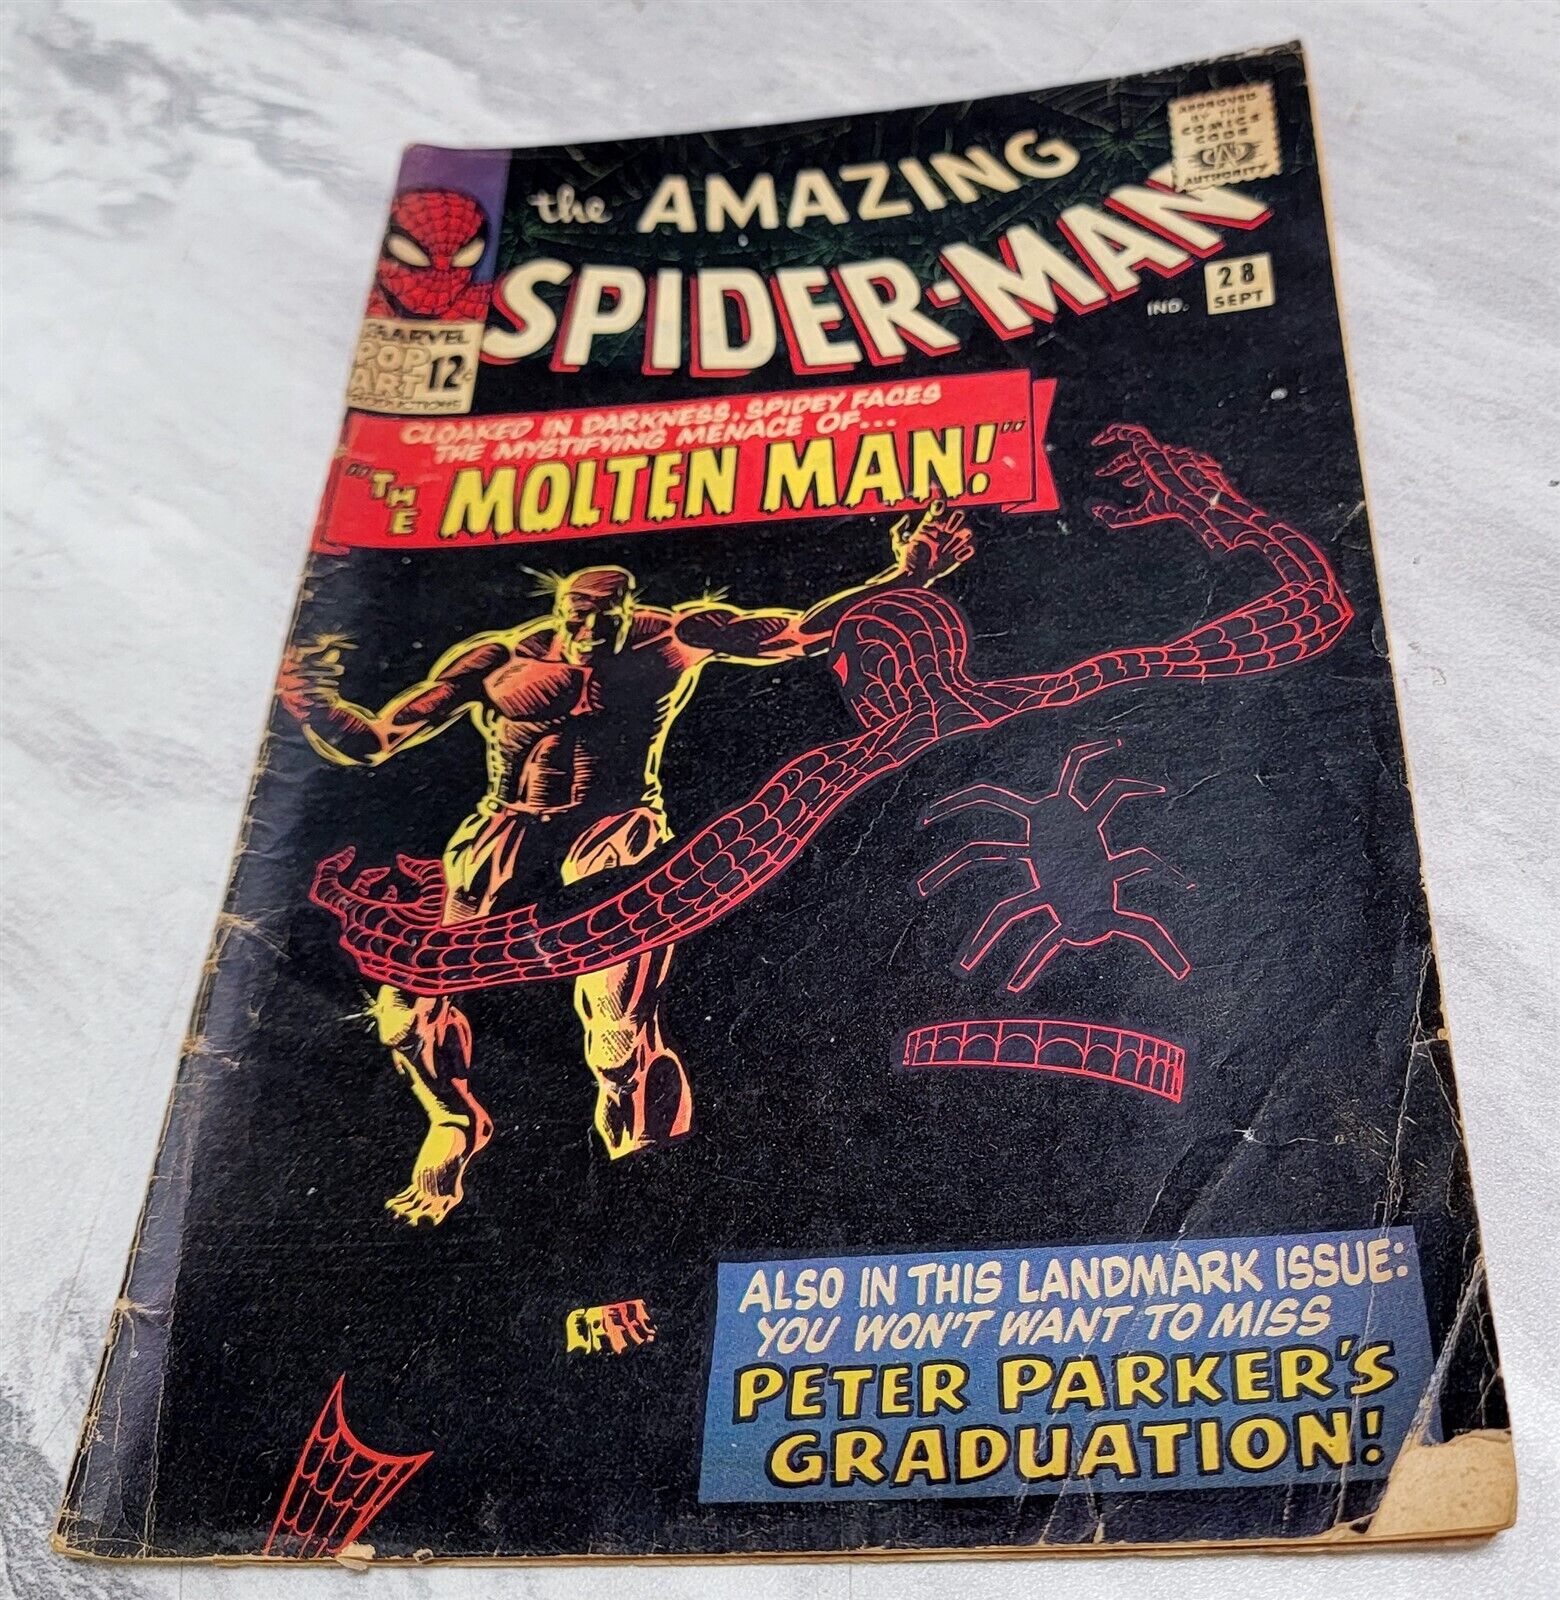 the AMAZING
SPIDER-MAN
APPROVED
BY THE
COMICS
CODE
AUTHORITY
IND.
28
SEPT
MARVEL
POP
ART
PRODUCTIONS
12¢
CLOAKED IN DARKNESS, SPIDEY FACES
THE MYSTIFYING MENACE OF...
"THE MOLTEN MAN!"
ALSO IN THIS LANDMARK ISSUE:
YOU WON'T WANT TO MISS
PETER PARKER'S
GRADUATION!